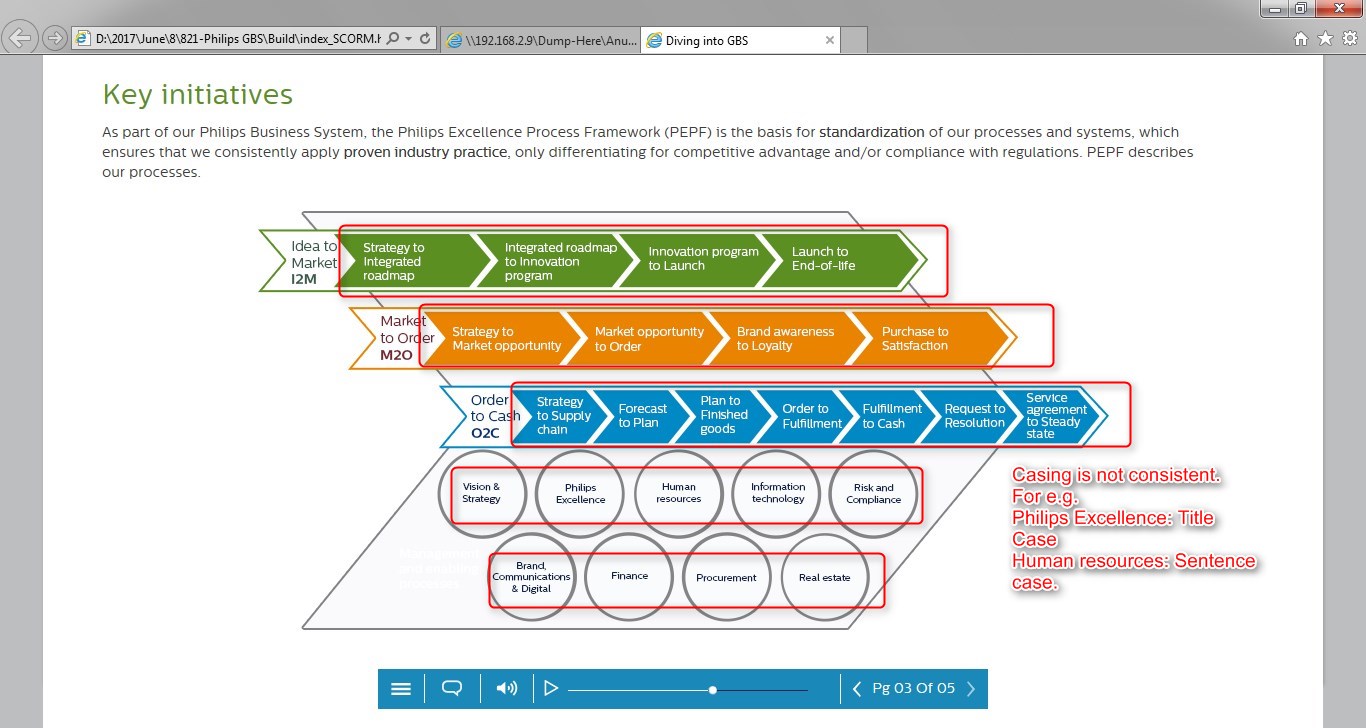 D:\2017\June\8\821-Philips GBS\Build\index_SCORM.h
\\192.168.2.9\Dump-Here\Anu...
Diving into GBS
Key initiatives
As part of our Philips Business System, the Philips Excellence Process Framework (PEPF) is the basis for standardization of our processes and systems, which
ensures that we consistently apply proven industry practice, only differentiating for competitive advantage and/or compliance with regulations. PEPF describes
our processes.
Idea to
Market
I2M
Strategy to
Integrated
roadmap
Integrated roadmap
to Innovation
program
Innovation program
to Launch
Launch to
End-of-life
Market
to Order
M2O
Strategy to
Market opportunity
Market opportunity
to Order
Brand awareness
to Loyalty
Purchase to
Satisfaction
Order
to Cash
O2C
Strategy
to Supply
chain
Forecast
to Plan
Plan to
Finished
goods
Order to
Fulfillment
Fulfillment
to Cash
Request to
Resolution
Service
agreement
to Steady
state
Vision &
Strategy
Philips
Excellence
Human
resources
Information
technology
Risk and
Compliance
Casing is not consistent.
For e.g.
Philips Excellence: Title
Case
Human resources: Sentence
case.
Brand,
Communications
& Digital
Finance
Procurement
Real estate
Pg 03 Of 05